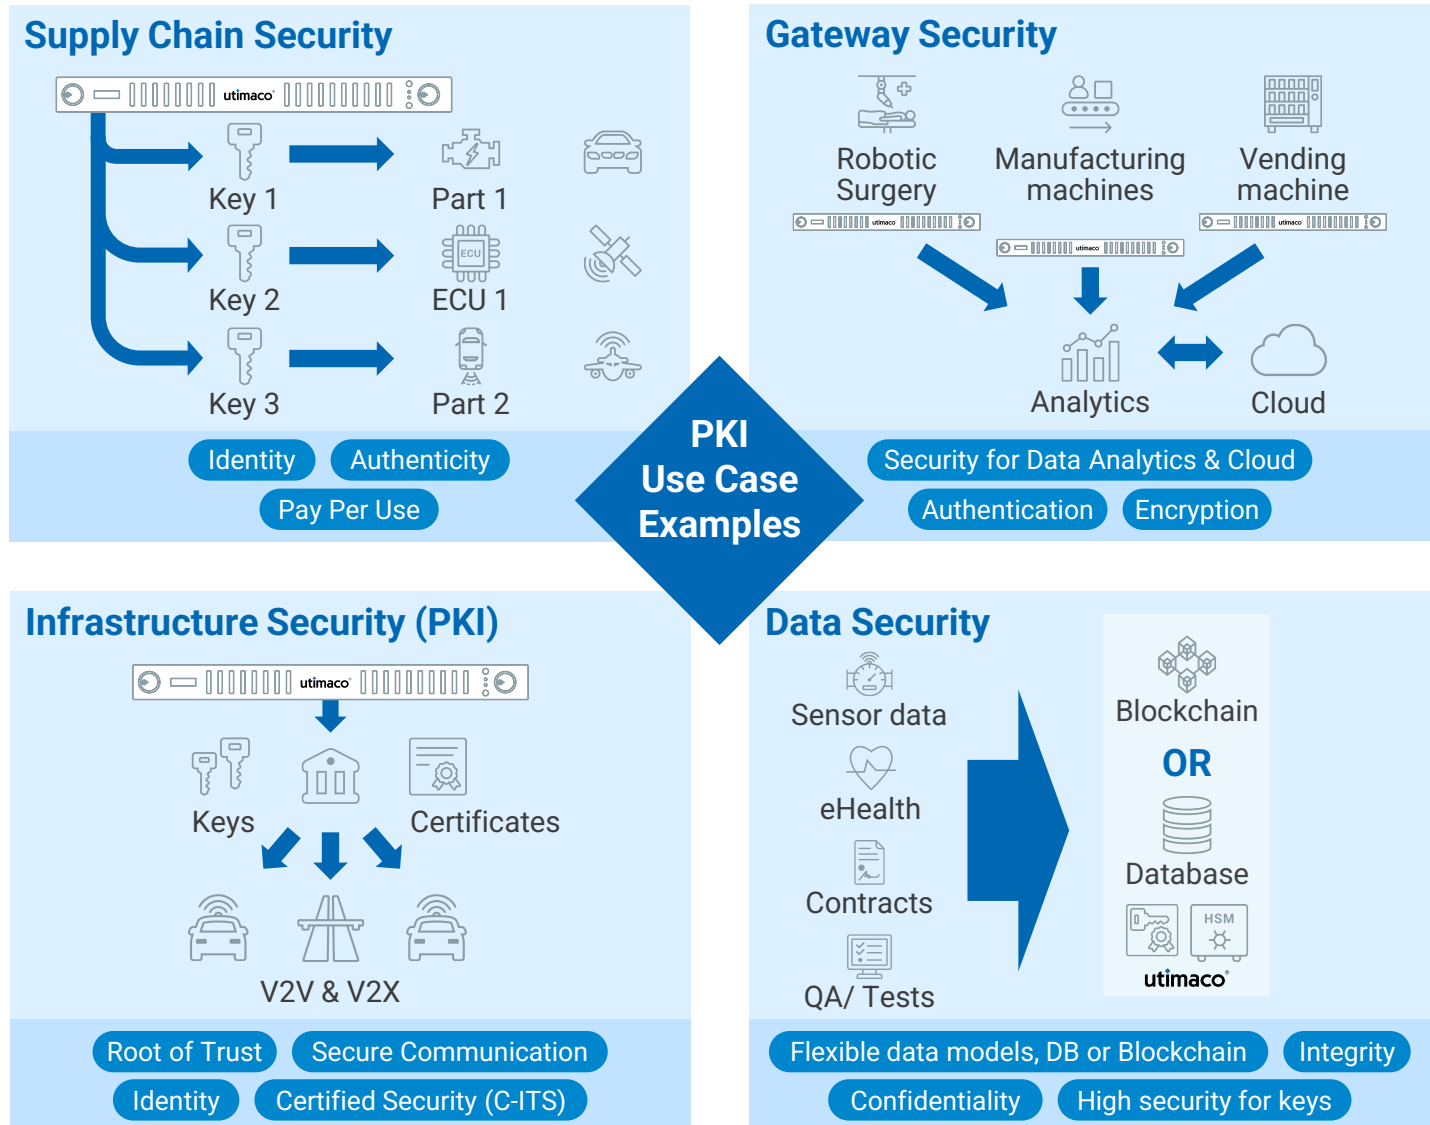 Supply Chain Security
utimaco®
Key 1
Part 1
Key 2
ECU
ECU 1
Key 3
Part 2
Identity
Authenticity
Pay Per Use
Gateway Security
Robotic
Surgery
Manufacturing
machines
Vending
machine
utimaco
utimaco
utimaco
Analytics
Cloud
Security for Data Analytics & Cloud
Authentication
Encryption
PKI
Use Case
Examples
Infrastructure Security (PKI)
utimaco®
Keys
Certificates
V2V & V2X
Root of Trust
Secure Communication
Identity
Certified Security (C-ITS)
Data Security
Sensor data
eHealth
Contracts
QA/ Tests
Blockchain
OR
Database
HSM
utimaco®
Flexible data models, DB or Blockchain
Integrity
Confidentiality
High security for keys